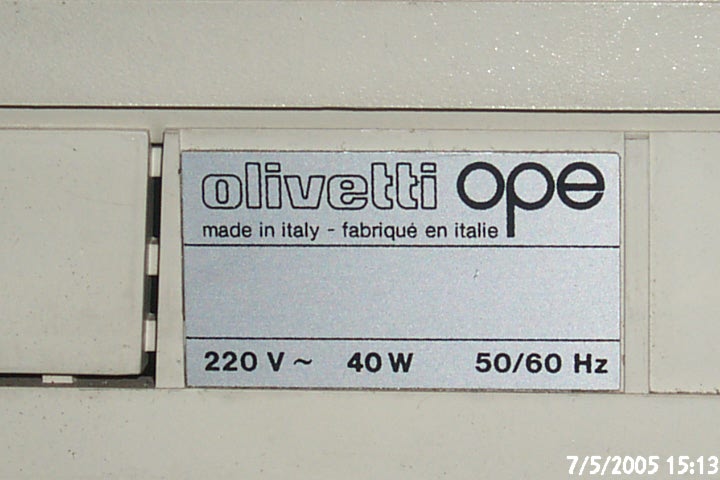 olivetti ope
made in italy - fabriqué en italie
220 V ~ 40 W 50/60 Hz
7/5/2005 15:13